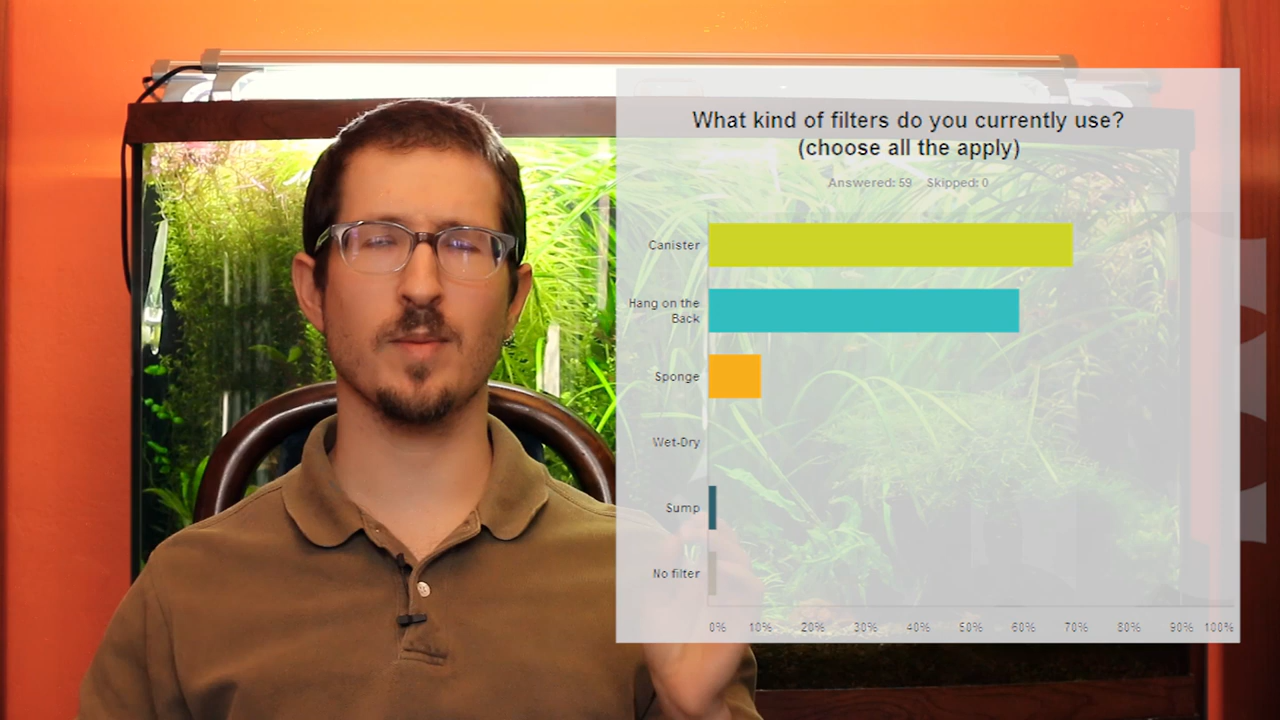 What kind of filters do you currently use?
(choose all the apply)
Answered: 59 Skipped: 0
Canister
Hang on the
Back
Sponge
Wet-Dry
Sump
No filter
0% 10% 20% 30% 40% 50% 60% 70% 80% 90% 100%